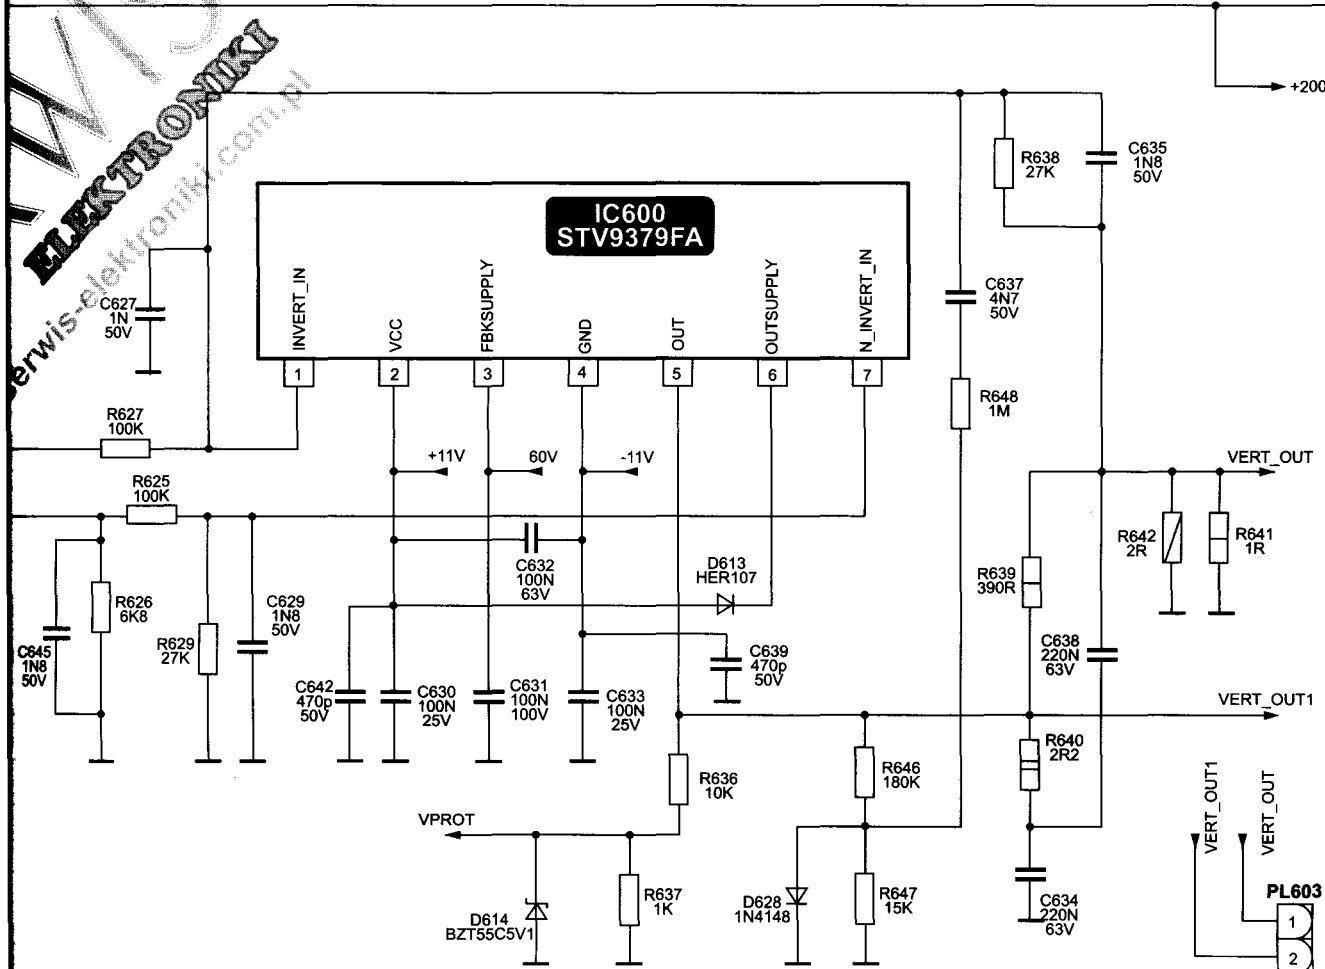 ELEKTRONIKI
serwis-elektroniki.com.pl
+200
IC600
STV9379FA
INVERT_IN
VCC
FBKSUPPLY
GND
OUT
OUTSUPPLY
N_INVERT_IN
1
2
3
4
5
6
7
R638
27K
C635
1N8
50V
C627
1N
50V
C637
4N7
50V
R648
1M
R627
100K
+11V
60V
-11V
VERT_OUT
R625
100K
R642
2R
R641
1R
C632
100N
63V
D613
HER107
R639
390R
R626
6K8
C645
1N8
50V
R629
27K
C629
1N8
50V
C638
220N
63V
C639
470p
50V
C642
470p
50V
C630
100N
25V
C631
100N
100V
C633
100N
25V
VERT_OUT1
R636
10K
R646
180K
R640
2R2
VPROT
VERT_OUT1
VERT_OUT
R637
1K
D614
BZT55C5V1
D628
1N4148
R647
15K
C634
220N
63V
PL603
1
2